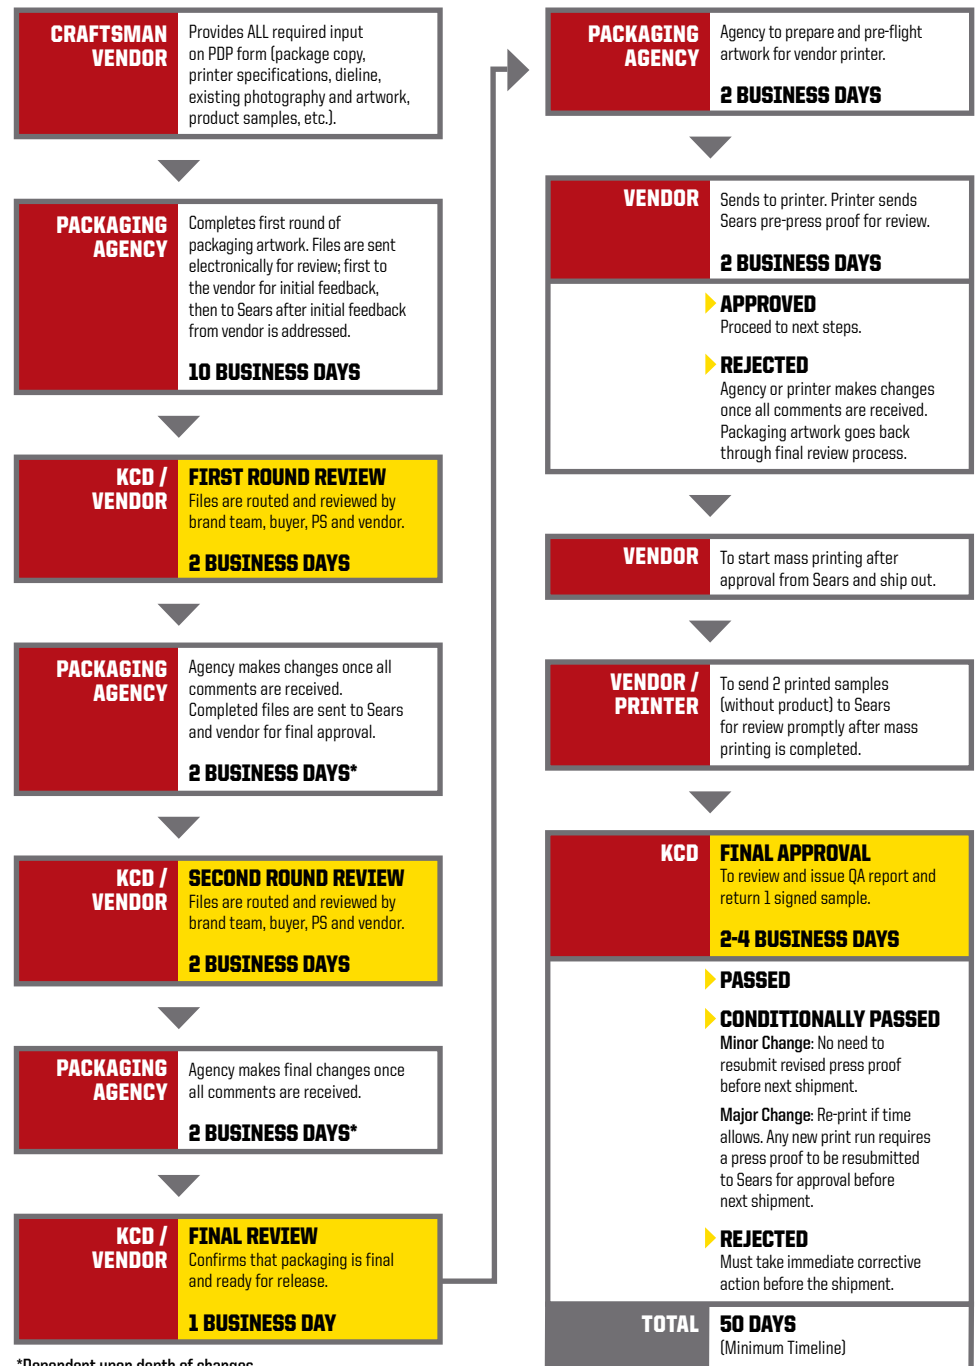 CRAFTSMAN
VENDOR
Provides ALL required input
on PDP form (package copy,
printer specifications, dieline,
existing photography and artwork,
product samples, etc.).
PACKAGING
AGENCY
Completes first round of
packaging artwork. Files are sent
electronically for review; first to
the vendor for initial feedback,
then to Sears after initial feedback
from vendor is addressed.
10 BUSINESS DAYS
KCD /
VENDOR
FIRST ROUND REVIEW
Files are routed and reviewed by
brand team, buyer, PS and vendor.
2 BUSINESS DAYS
PACKAGING
AGENCY
Agency makes changes once all
comments are received.
Completed files are sent to Sears
and vendor for final approval.
2 BUSINESS DAYS*
KCD /
VENDOR
SECOND ROUND REVIEW
Files are routed and reviewed by
brand team, buyer, PS and vendor.
2 BUSINESS DAYS
PACKAGING
AGENCY
Agency makes final changes once
all comments are received.
2 BUSINESS DAYS*
KCD /
VENDOR
FINAL REVIEW
Confirms that packaging is final
and ready for release.
1 BUSINESS DAY
*Dependent upon depth of changes
PACKAGING
AGENCY
Agency to prepare and pre-flight
artwork for vendor printer.
2 BUSINESS DAYS
VENDOR
Sends to printer. Printer sends
Sears pre-press proof for review.
2 BUSINESS DAYS
APPROVED
Proceed to next steps.
REJECTED
Agency or printer makes changes
once all comments are received.
Packaging artwork goes back
through final review process.
VENDOR
To start mass printing after
approval from Sears and ship out.
VENDOR /
PRINTER
To send 2 printed samples
(without product) to Sears
for review promptly after mass
printing is completed.
KCD
FINAL APPROVAL
To review and issue QA report and
return 1 signed sample.
2-4 BUSINESS DAYS
PASSED
CONDITIONALLY PASSED
Minor Change: No need to
resubmit revised press proof
before next shipment.
Major Change: Re-print if time
allows. Any new print run requires
a press proof to be resubmitted
to Sears for approval before
next shipment.
REJECTED
Must take immediate corrective
action before the shipment.
TOTAL
50 DAYS
(Minimum Timeline)